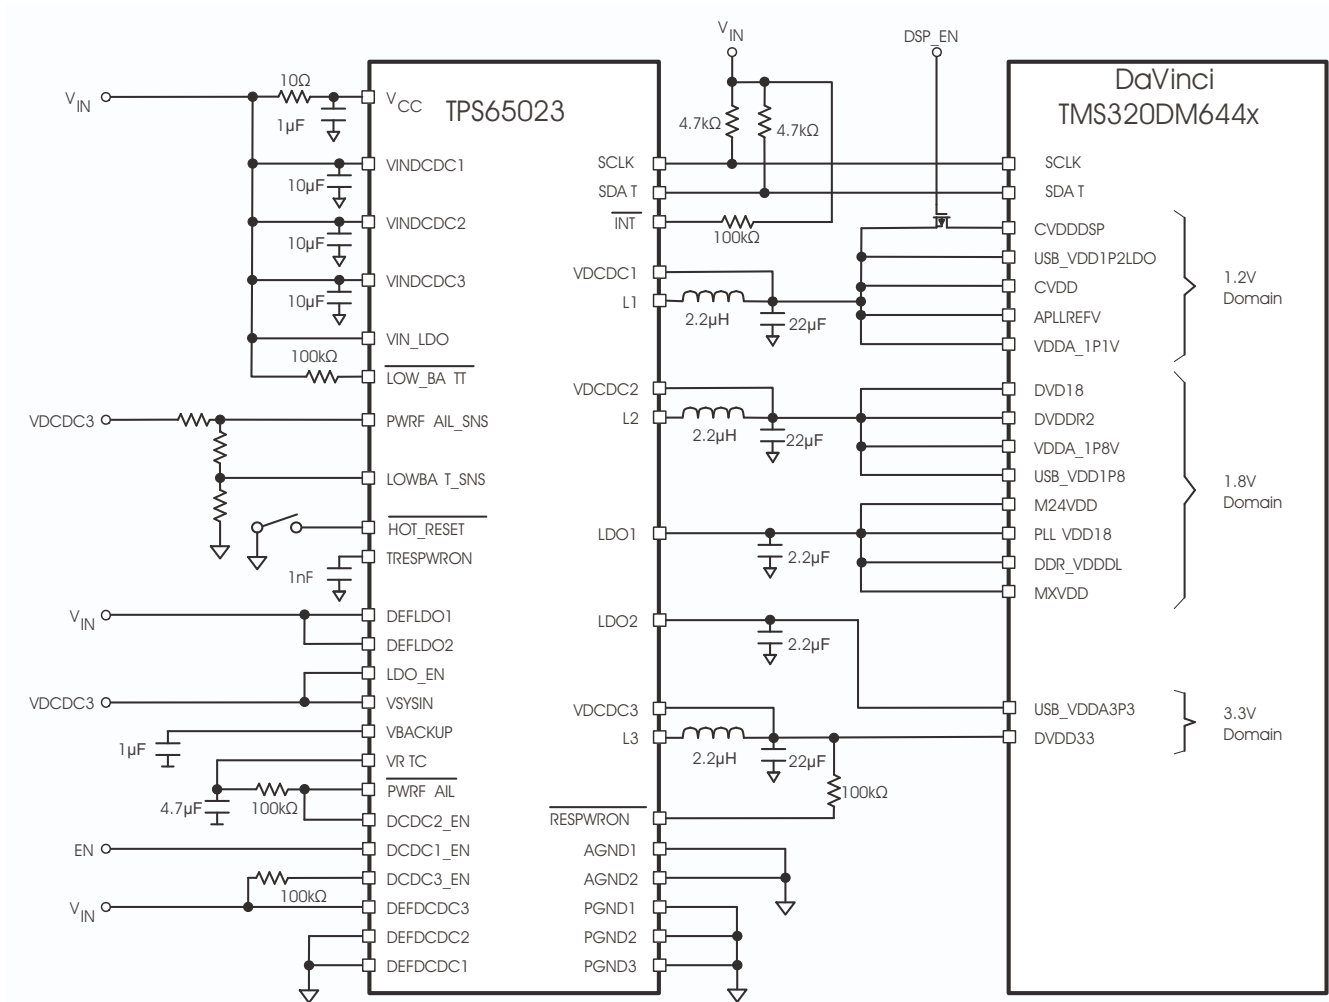 V_IN
DSP_EN
10Ω
V_IN
1µF
V_CC
TPS65023
4.7kΩ
4.7kΩ
DaVinci
TMS320DM644x
VINDCDC1
10µF
SCLK
SCLK
SDA T
SDA T
VINDCDC2
10µF
INT
100kΩ
CVDDDSP
USB_VDD1P2LDO
VINDCDC3
10µF
VDCDC1
L1
2.2µH
22µF
CVDD
APLLREFV
VDDA_1P1V
1.2V
Domain
VIN_LDO
100kΩ
LOW_BA TT
VDCDC3
PWRF AIL_SNS
VDCDC2
L2
2.2µH
22µF
DVD18
DVDDR2
VDDA_1P8V
USB_VDD1P8
M24VDD
1.8V
Domain
LOWBA T_SNS
HOT_RESET
TRESPWRON
1nF
LDO1
2.2µF
PLL VDD18
DDR_VDDDL
MXVDD
V_IN
DEFLDO1
DEFLDO2
LDO2
2.2µF
LDO_EN
VDCDC3
VSYSIN
VDCDC3
L3
2.2µH
22µF
USB_VDDA3P3
DVDD33
3.3V
Domain
VBACKUP
1µF
VR TC
PWRF AIL
4.7µF
100kΩ
100kΩ
DCDC2_EN
RESPWRON
EN
DCDC1_EN
AGND1
DCDC3_EN
AGND2
100kΩ
V_IN
DEFDCDC3
PGND1
DEFDCDC2
PGND2
DEFDCDC1
PGND3